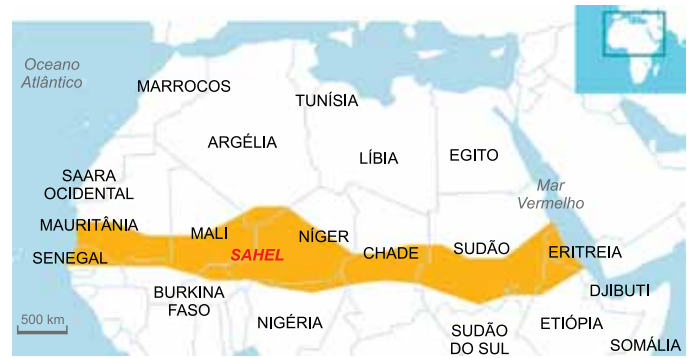 Oceano
Atlântico
MARROCOS
TUNÍSIA
ARGÉLIA
LÍBIA
EGITO
SAARA
OCIDENTAL
Mar
Vermelho
MAURITÂNIA
MALI
NÍGER
CHADE
SUDÃO
ERITREIA
SENEGAL
SAHEL
BURKINA
FASO
NIGÉRIA
DJIBUTI
ETIÓPIA
SUDÃO
DO SUL
SOMÁLIA
500 km